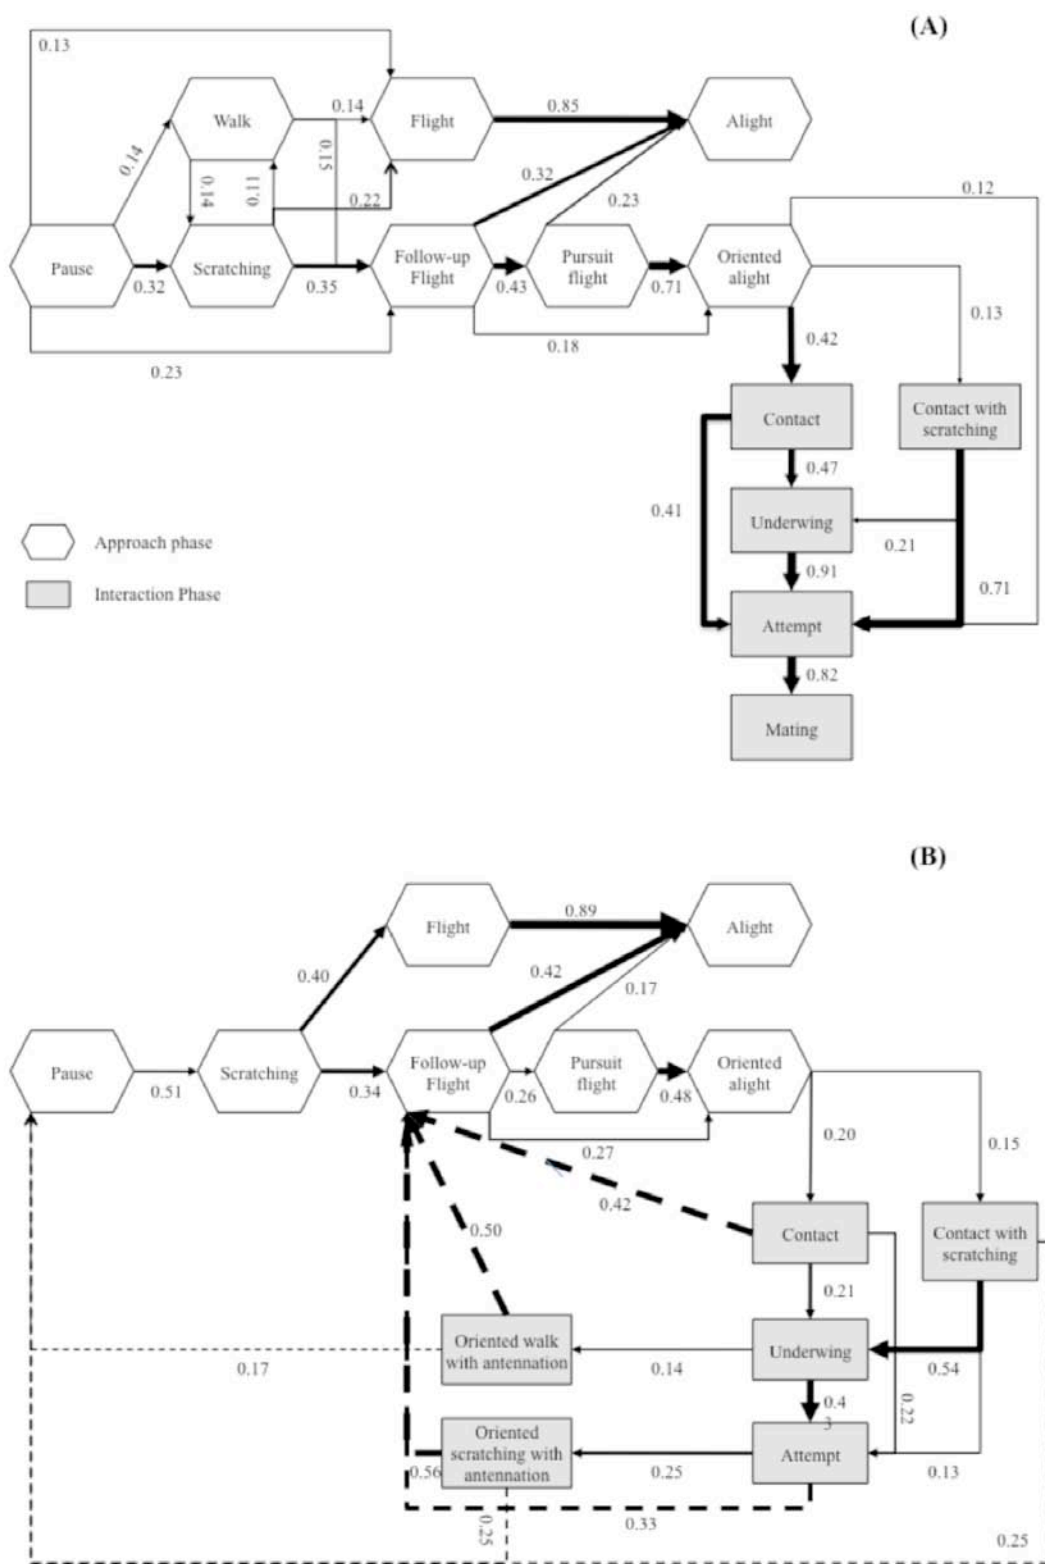 (A)
0.13
Walk
0.14
Flight
0.85
Alight
0.14
0.14
0.11
0.15
0.22
0.32
0.23
0.12
Pause
0.32
Scratching
0.35
Follow-up
Flight
0.43
Pursuit
flight
0.71
Oriented
alight
0.13
0.18
0.42
0.23
Contact
Contact with
scratching
0.47
0.41
Underwing
0.21
Approach phase
0.91
0.71
Interaction Phase
Attempt
0.82
Mating
(B)
Flight
0.89
Alight
0.40
0.42
0.17
Pause
0.51
Scratching
0.34
Follow-up
Flight
0.26
Pursuit
flight
0.48
Oriented
alight
0.27
0.20
0.15
0.42
0.50
Contact
Contact with
scratching
0.21
Oriented walk
with antennation
0.17
0.14
Underwing
0.54
0.4
3
0.22
Oriented
scratching with
antennation
0.56
0.25
Attempt
0.13
0.33
0.25
0.25